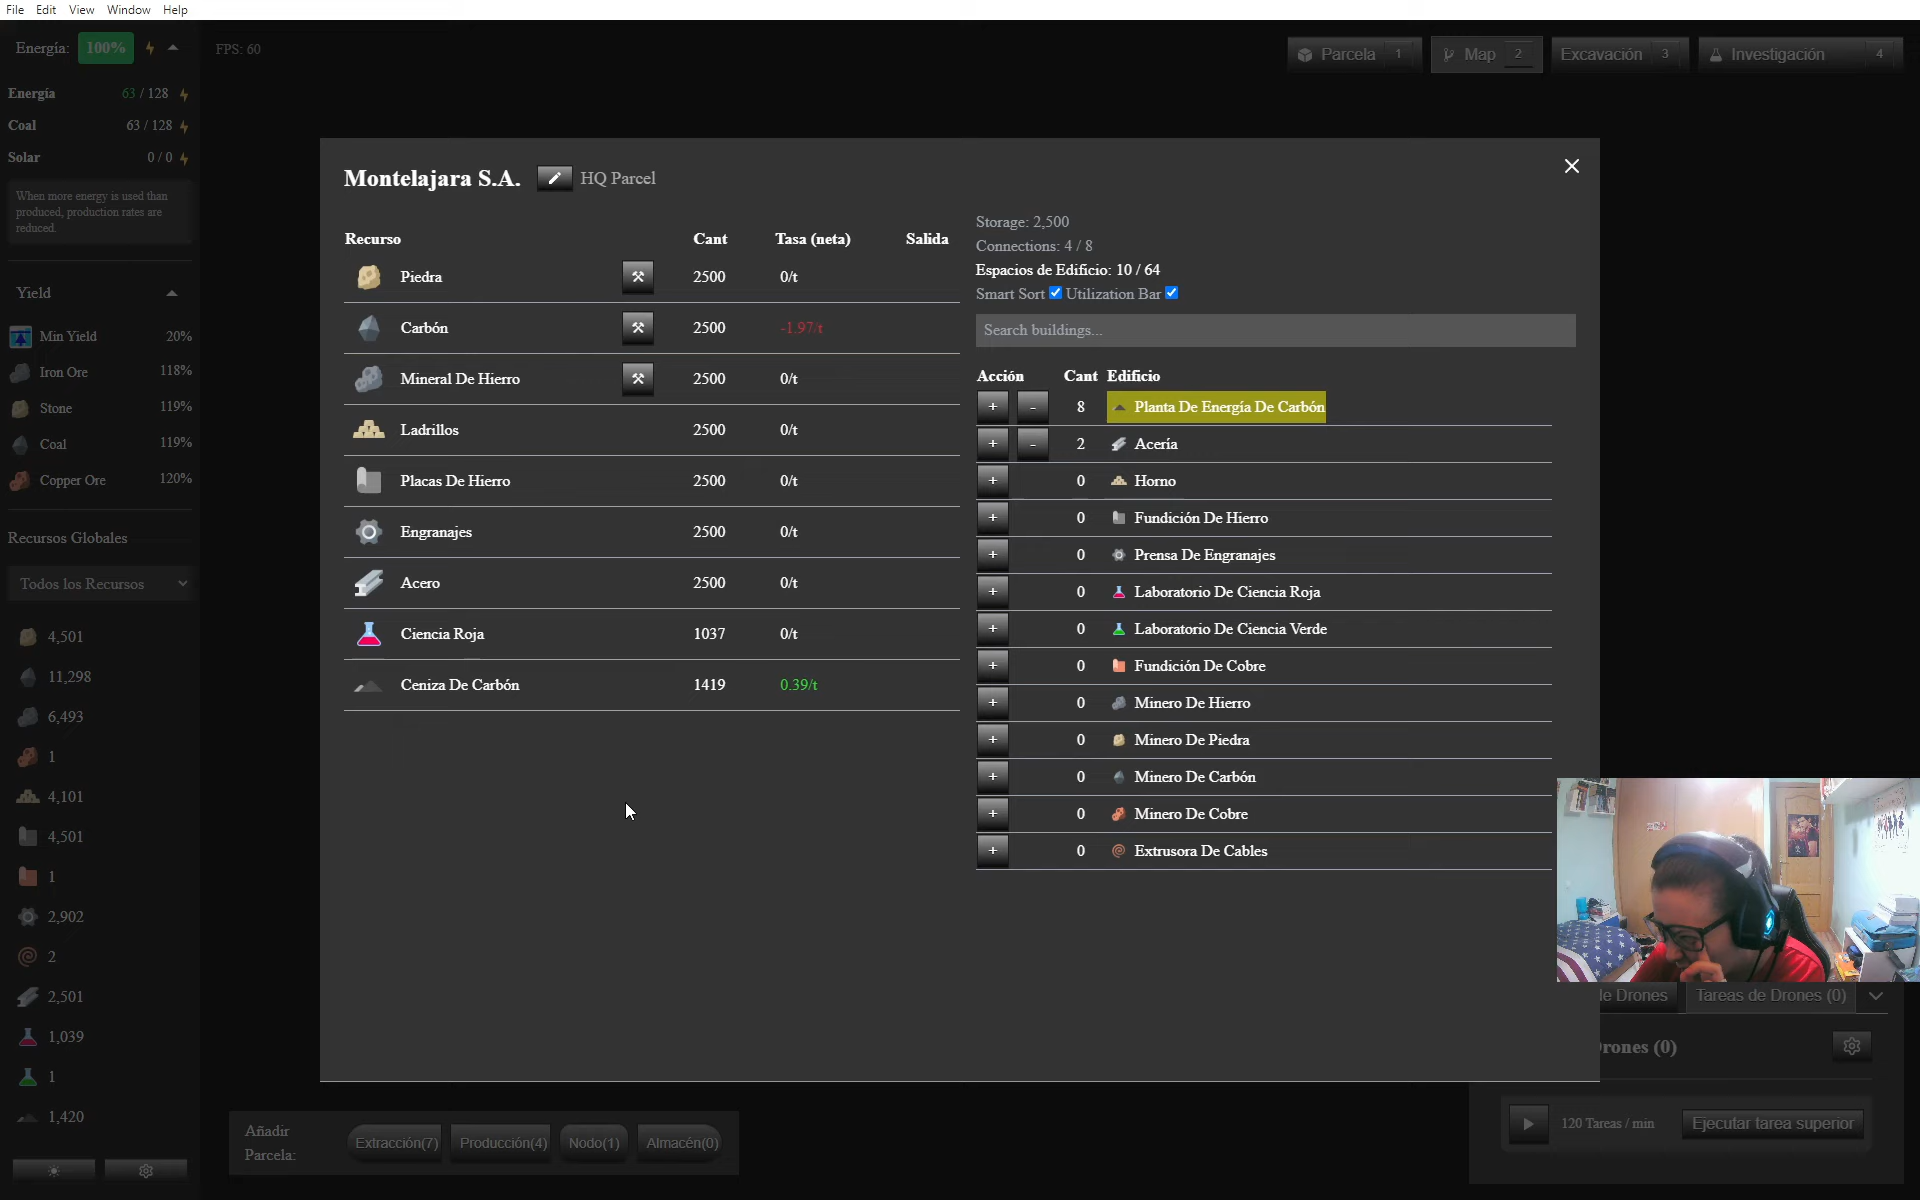 File Edit View Window Help
Energía: 100%
FPS: 60
Parcela 1
Map 2
Excavación 3
Investigación 4
Energía 63 / 128
Coal 63 / 128
Solar 0 / 0
When more energy is used than
produced, production rates are
reduced.
Yield
Min Yield 20%
Iron Ore 118%
Stone 119%
Coal 119%
Copper Ore 120%
Recursos Globales
Todos los Recursos
4,501
11,298
6,493
1
4,101
4,501
1
2,902
2
2,501
1,039
1
1,420
Montelajara S.A. HQ Parcel
Recurso Cant Tasa (neta) Salida
Piedra 2500 0/t
Carbón 2500 -1.97/t
Mineral De Hierro 2500 0/t
Ladrillos 2500 0/t
Placas De Hierro 2500 0/t
Engranajes 2500 0/t
Acero 2500 0/t
Ciencia Roja 1037 0/t
Ceniza De Carbón 1419 0.39/t
Storage: 2,500
Connections: 4 / 8
Espacios de Edificio: 10 / 64
Smart Sort Utilization Bar
Search buildings...
Acción Cant Edificio
+ - 8 Planta De Energía De Carbón
+ - 2 Acería
+ 0 Horno
+ 0 Fundición De Hierro
+ 0 Prensa De Engranajes
+ 0 Laboratorio De Ciencia Roja
+ 0 Laboratorio De Ciencia Verde
+ 0 Fundición De Cobre
+ 0 Minero De Hierro
+ 0 Minero De Piedra
+ 0 Minero De Carbón
+ 0 Minero De Cobre
+ 0 Extrusora De Cables
de Drones Tareas de Drones (0)
Drones (0)
120 Tareas / min Ejecutar tarea superior
Añadir
Parcela:
Extracción(7) Producción(4) Nodo(1) Almacén(0)